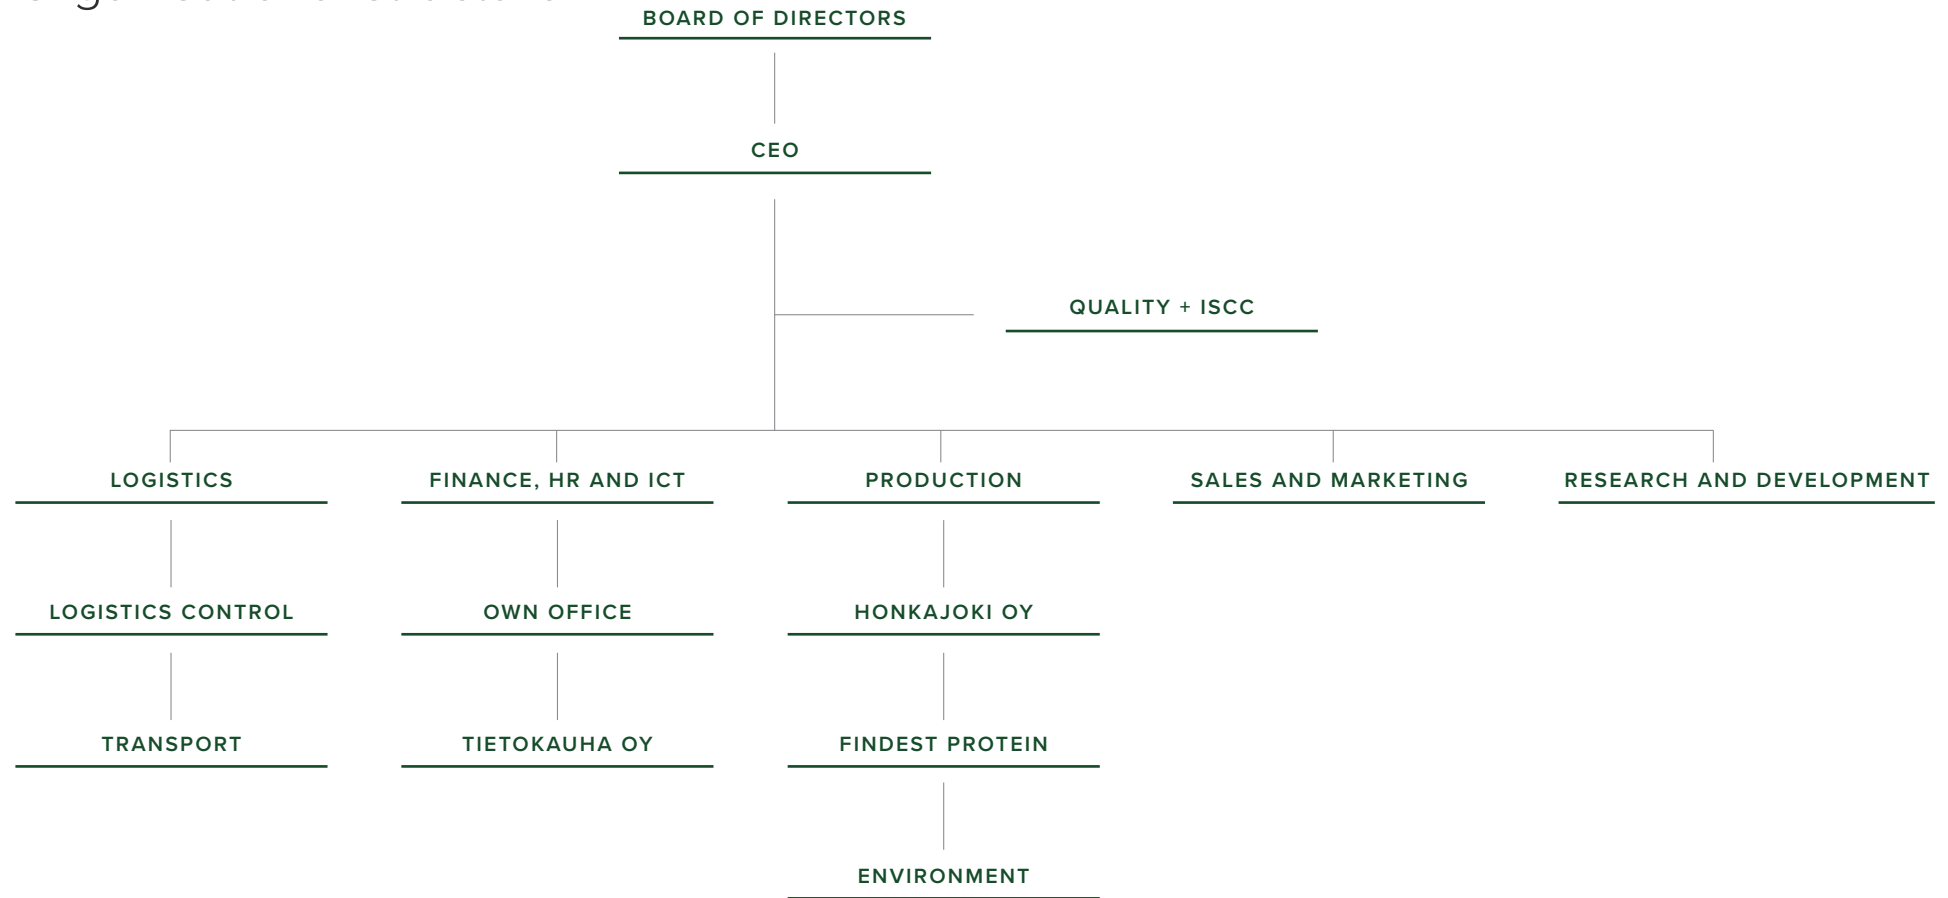 BOARD OF DIRECTORS
CEO
QUALITY + ISCC
LOGISTICS
FINANCE, HR AND ICT
PRODUCTION
SALES AND MARKETING
RESEARCH AND DEVELOPMENT
LOGISTICS CONTROL
OWN OFFICE
HONKAJOKI OY
TRANSPORT
TIETOKAUHA OY
FINDEST PROTEIN
ENVIRONMENT